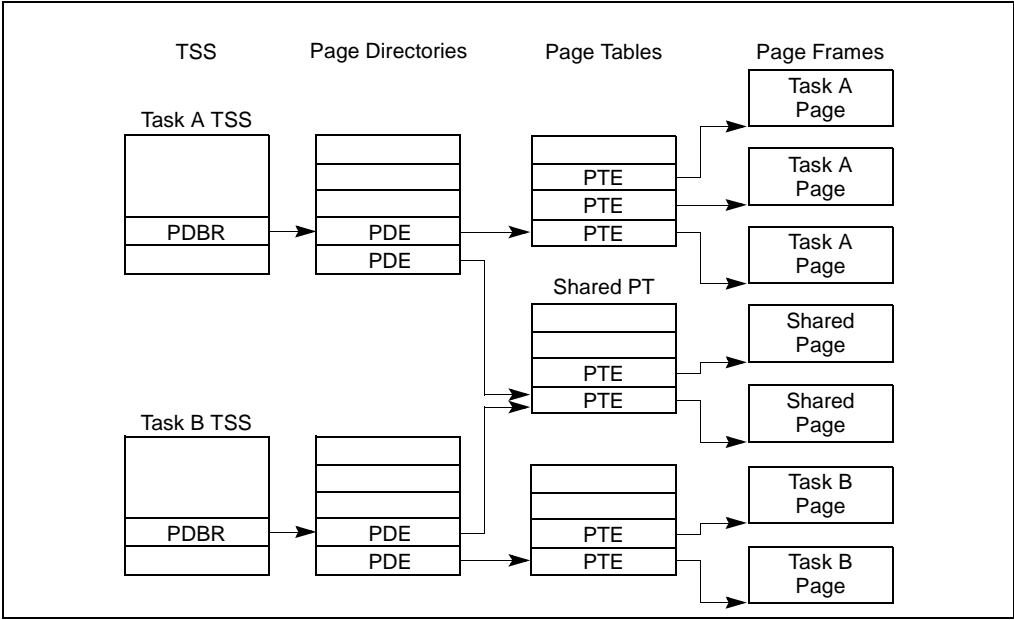 TSS
Page Directories
Page Tables
Page Frames
Task A TSS
PDBR
PDE
PDE
PTE
PTE
PTE
Task A
Page
Task A
Page
Task A
Page
Shared PT
PTE
PTE
Shared
Page
Shared
Page
Task B TSS
PDBR
PDE
PDE
PTE
PTE
Task B
Page
Task B
Page